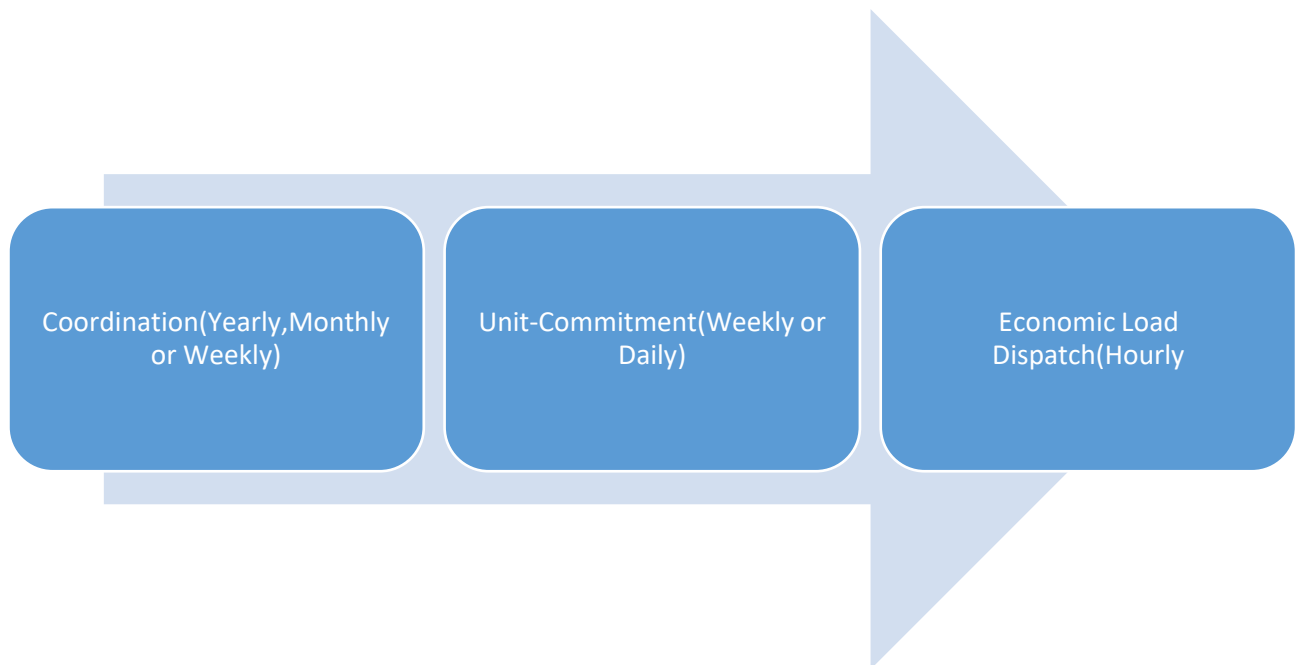 Coordination(Yearly,Monthly
or Weekly)
Unit-Commitment(Weekly or
Daily)
Economic Load
Dispatch(Hourly